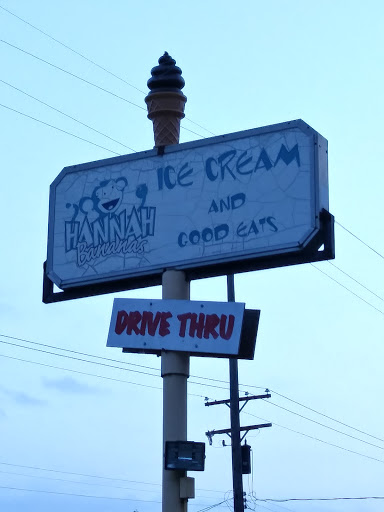 HANNAH
Bananas
ICE CREAM
AND
GOOD EATS
DRIVE THRU